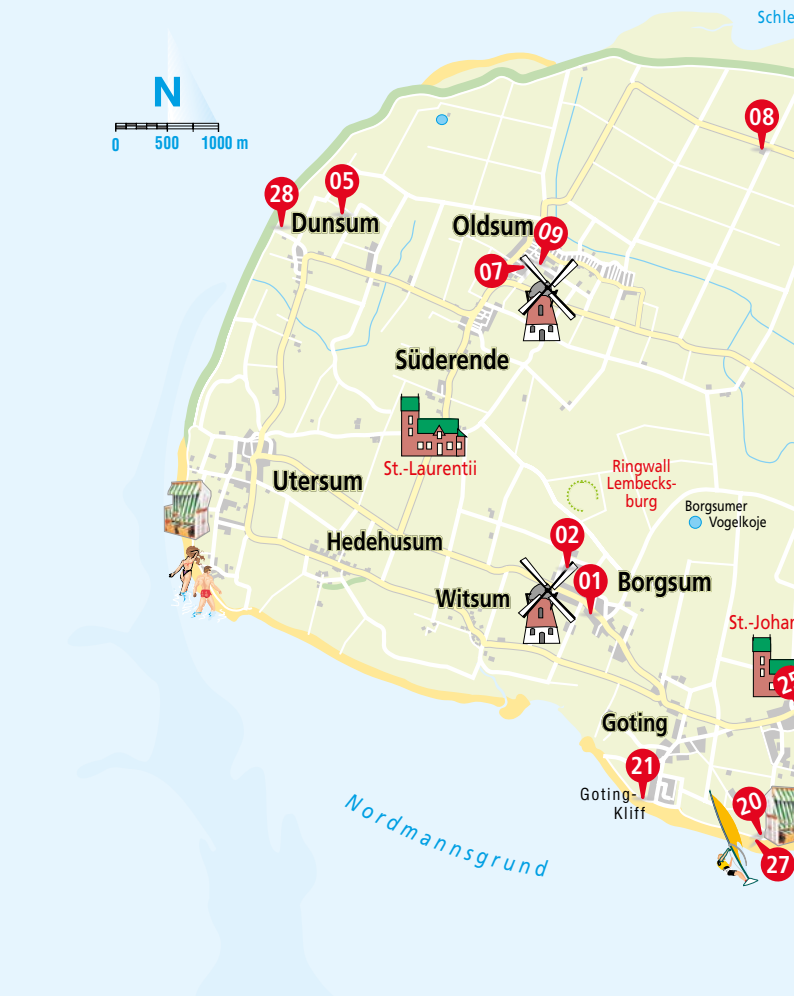 Schle
N
0 500 1000 m
08
28
05
Dunsum
Oldsum
09
07
Süderende
St.-Laurentii
Ringwall
Lembecks-
burg
Utersum
Borgsumer
Vogelkoje
Hedehusum
02
01
Borgsum
Witsum
St.-Johan
25
Goting
21
Goting-
Kliff
20
27
Nordmannsgrund